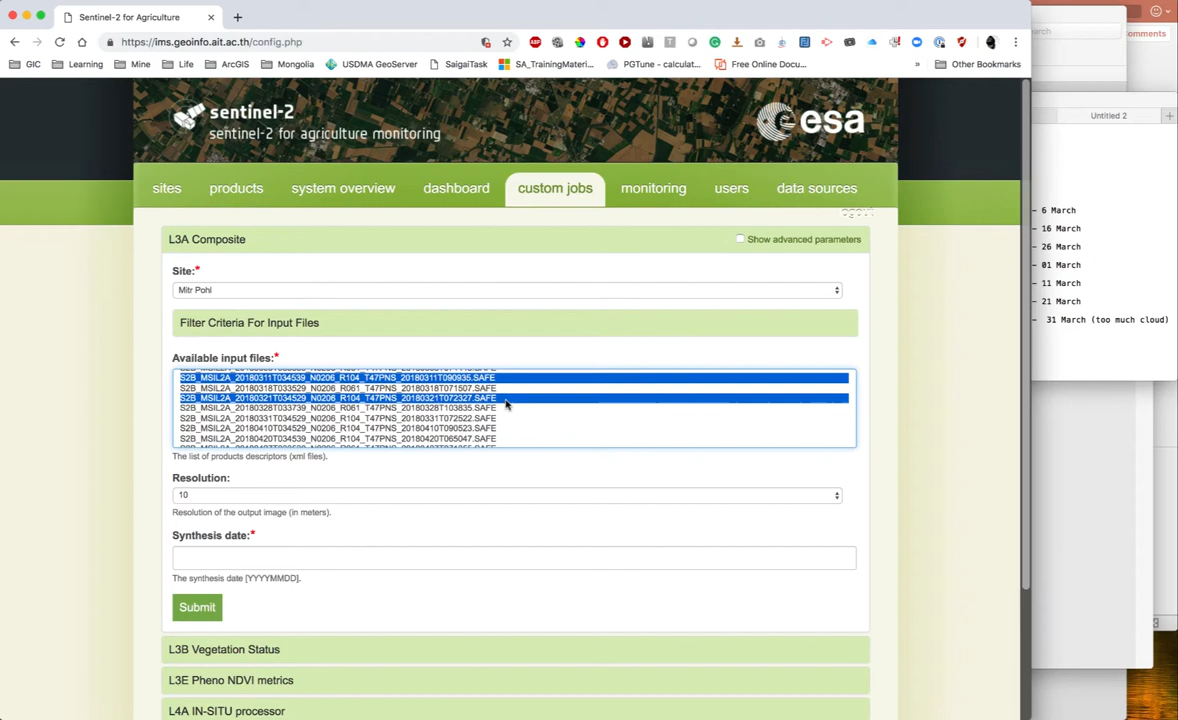 Sentinel-2 for Agriculture
https://ims.geoinfo.ait.ac.th/config.php
GIC Learning Mine Life ArcGIS Mongolia USDMA GeoServer SaigaiTask SA_TrainingMateri... PGTune - calculat... Free Online Docu... » Other Bookmarks
Comments
Untitled 2
sentinel-2
sentinel-2 for agriculture monitoring
esa
sites products system overview dashboard custom jobs monitoring users data sources
L3A Composite
Show advanced parameters
Site:*
Mitr Pohl
Filter Criteria For Input Files
Available input files:*
S2B_MSIL2A_20180311T034539_N0206_R104_T47PNS_20180311T090935.SAFE
S2B_MSIL2A_20180318T033529_N0206_R061_T47PNS_20180318T071507.SAFE
S2B_MSIL2A_20180321T034529_N0206_R104_T47PNS_20180321T072327.SAFE
S2B_MSIL2A_20180328T033739_N0206_R061_T47PNS_20180328T103835.SAFE
S2B_MSIL2A_20180331T034529_N0206_R104_T47PNS_20180331T072522.SAFE
S2B_MSIL2A_20180410T034529_N0206_R104_T47PNS_20180410T090523.SAFE
S2B_MSIL2A_20180420T034539_N0206_R104_T47PNS_20180420T065047.SAFE
The list of products descriptors (xml files).
Resolution:
10
Resolution of the output image (in meters).
Synthesis date:*
The synthesis date [YYYYMMDD].
Submit
L3B Vegetation Status
L3E Pheno NDVI metrics
L4A IN-SITU processor
- 6 March
- 16 March
- 26 March
- 01 March
- 11 March
- 21 March
- 31 March (too much cloud)